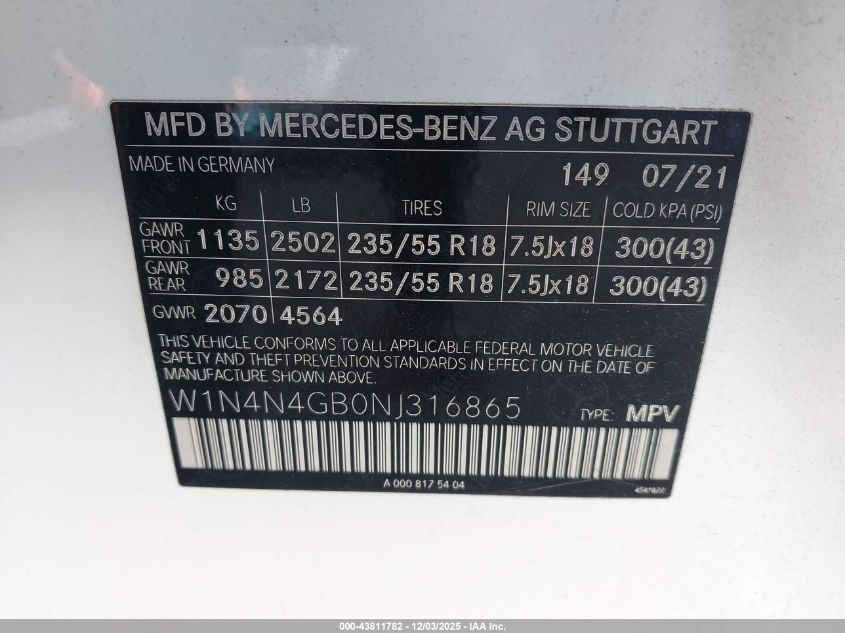 MFD BY MERCEDES-BENZ AG STUTTGART
MADE IN GERMANY 149 07/21
KG LB TIRES RIM SIZE COLD KPA (PSI)
GAWR FRONT 1135 2502 235/55 R18 7.5Jx18 300(43)
GAWR REAR 985 2172 235/55 R18 7.5Jx18 300(43)
GVWR 2070 4564
THIS VEHICLE CONFORMS TO ALL APPLICABLE FEDERAL MOTOR VEHICLE
SAFETY AND THEFT PREVENTION STANDARDS IN EFFECT ON THE DATE OF
MANUFACTURE SHOWN ABOVE.
W1N4N4GB0NJ316865 TYPE: MPV
A 000 817 54 04
000-43811782 - 12/03/2025 - IAA Inc.